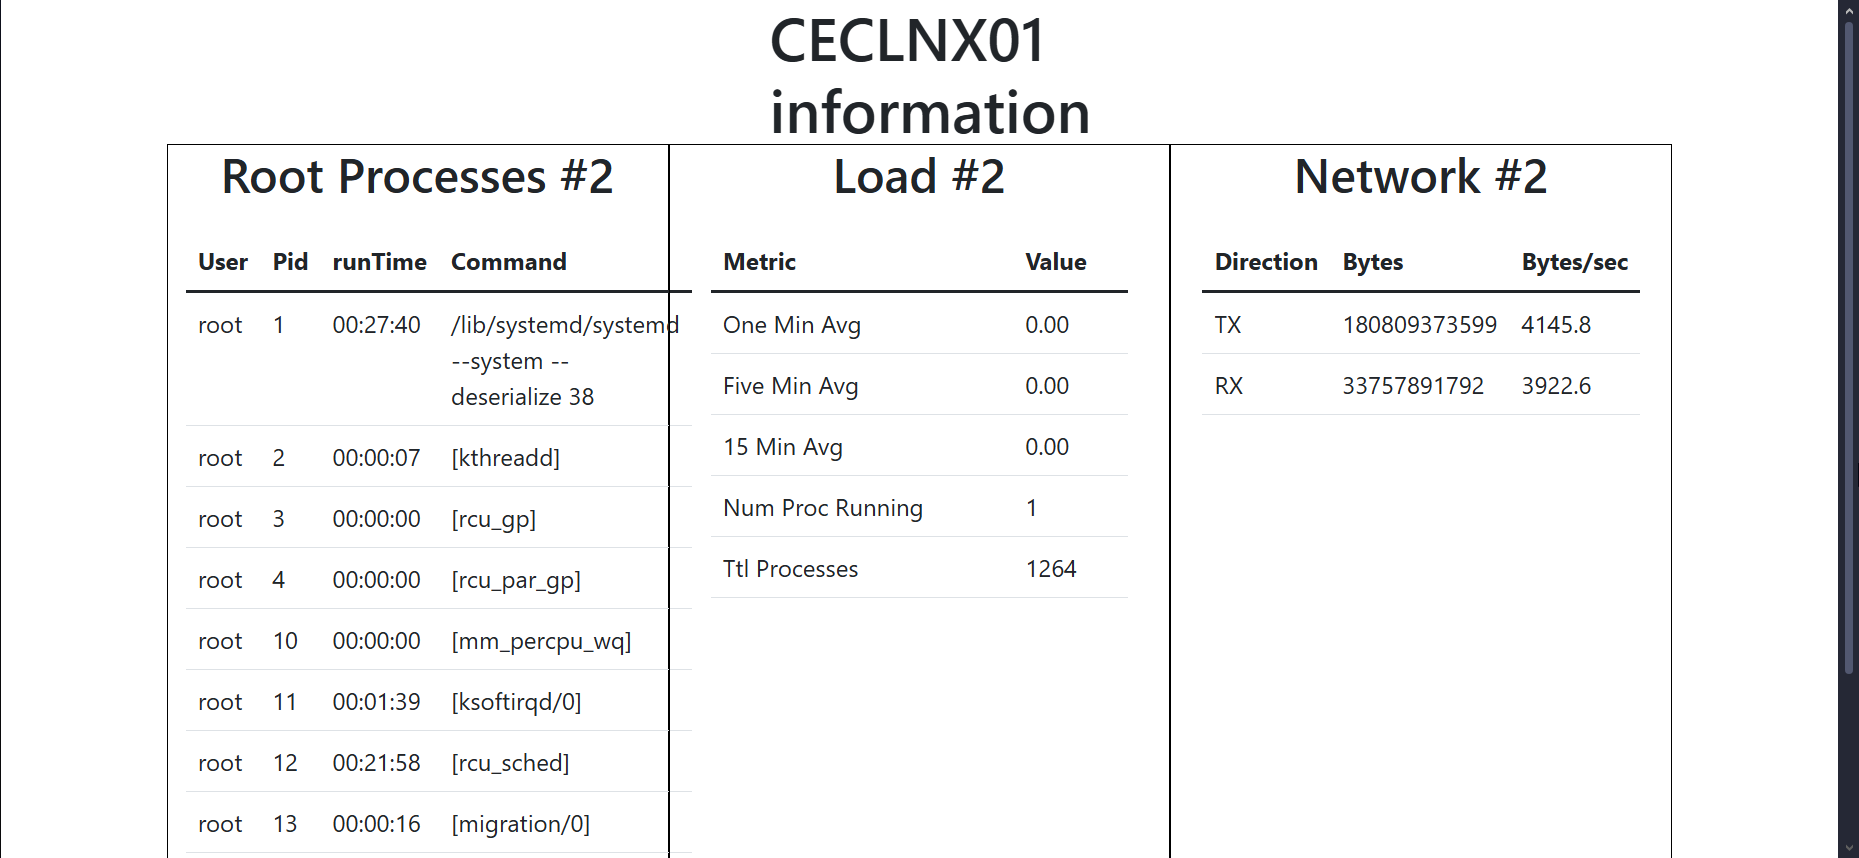 CECLNX01
information
Root Processes #2
User Pid runTime Command
root 1 00:27:40 /lib/systemd/systemd
--system --
deserialize 38
root 2 00:00:07 [kthreadd]
root 3 00:00:00 [rcu_gp]
root 4 00:00:00 [rcu_par_gp]
root 10 00:00:00 [mm_percpu_wq]
root 11 00:01:39 [ksoftirqd/0]
root 12 00:21:58 [rcu_sched]
root 13 00:00:16 [migration/0]
Load #2
Metric Value
One Min Avg 0.00
Five Min Avg 0.00
15 Min Avg 0.00
Num Proc Running 1
Ttl Processes 1264
Network #2
Direction Bytes Bytes/sec
TX 180809373599 4145.8
RX 33757891792 3922.6